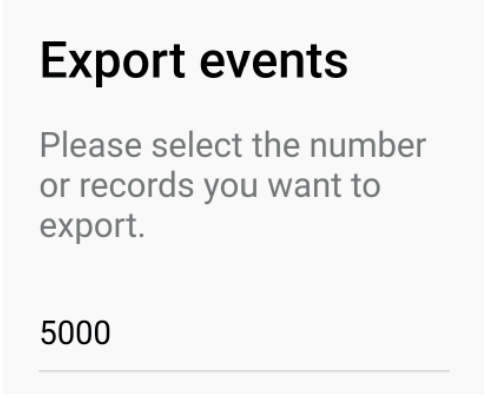 Export events
Please select the number
or records you want to
export.
5000